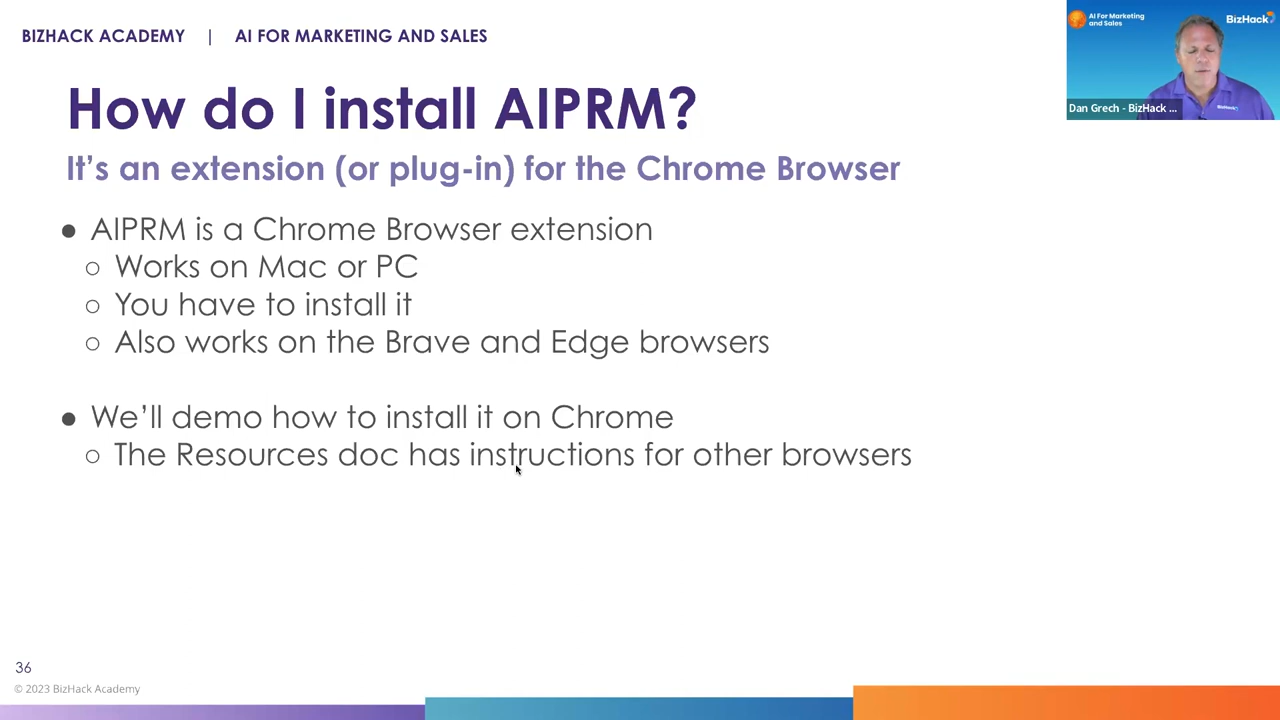 BIZHACK ACADEMY | AI FOR MARKETING AND SALES
AI For Marketing
and Sales
BizHack
Dan Grech - BizHack ...
BizHack
How do I install AIPRM?
It’s an extension (or plug-in) for the Chrome Browser
● AIPRM is a Chrome Browser extension
○ Works on Mac or PC
○ You have to install it
○ Also works on the Brave and Edge browsers
● We’ll demo how to install it on Chrome
○ The Resources doc has instructions for other browsers
36
© 2023 BizHack Academy